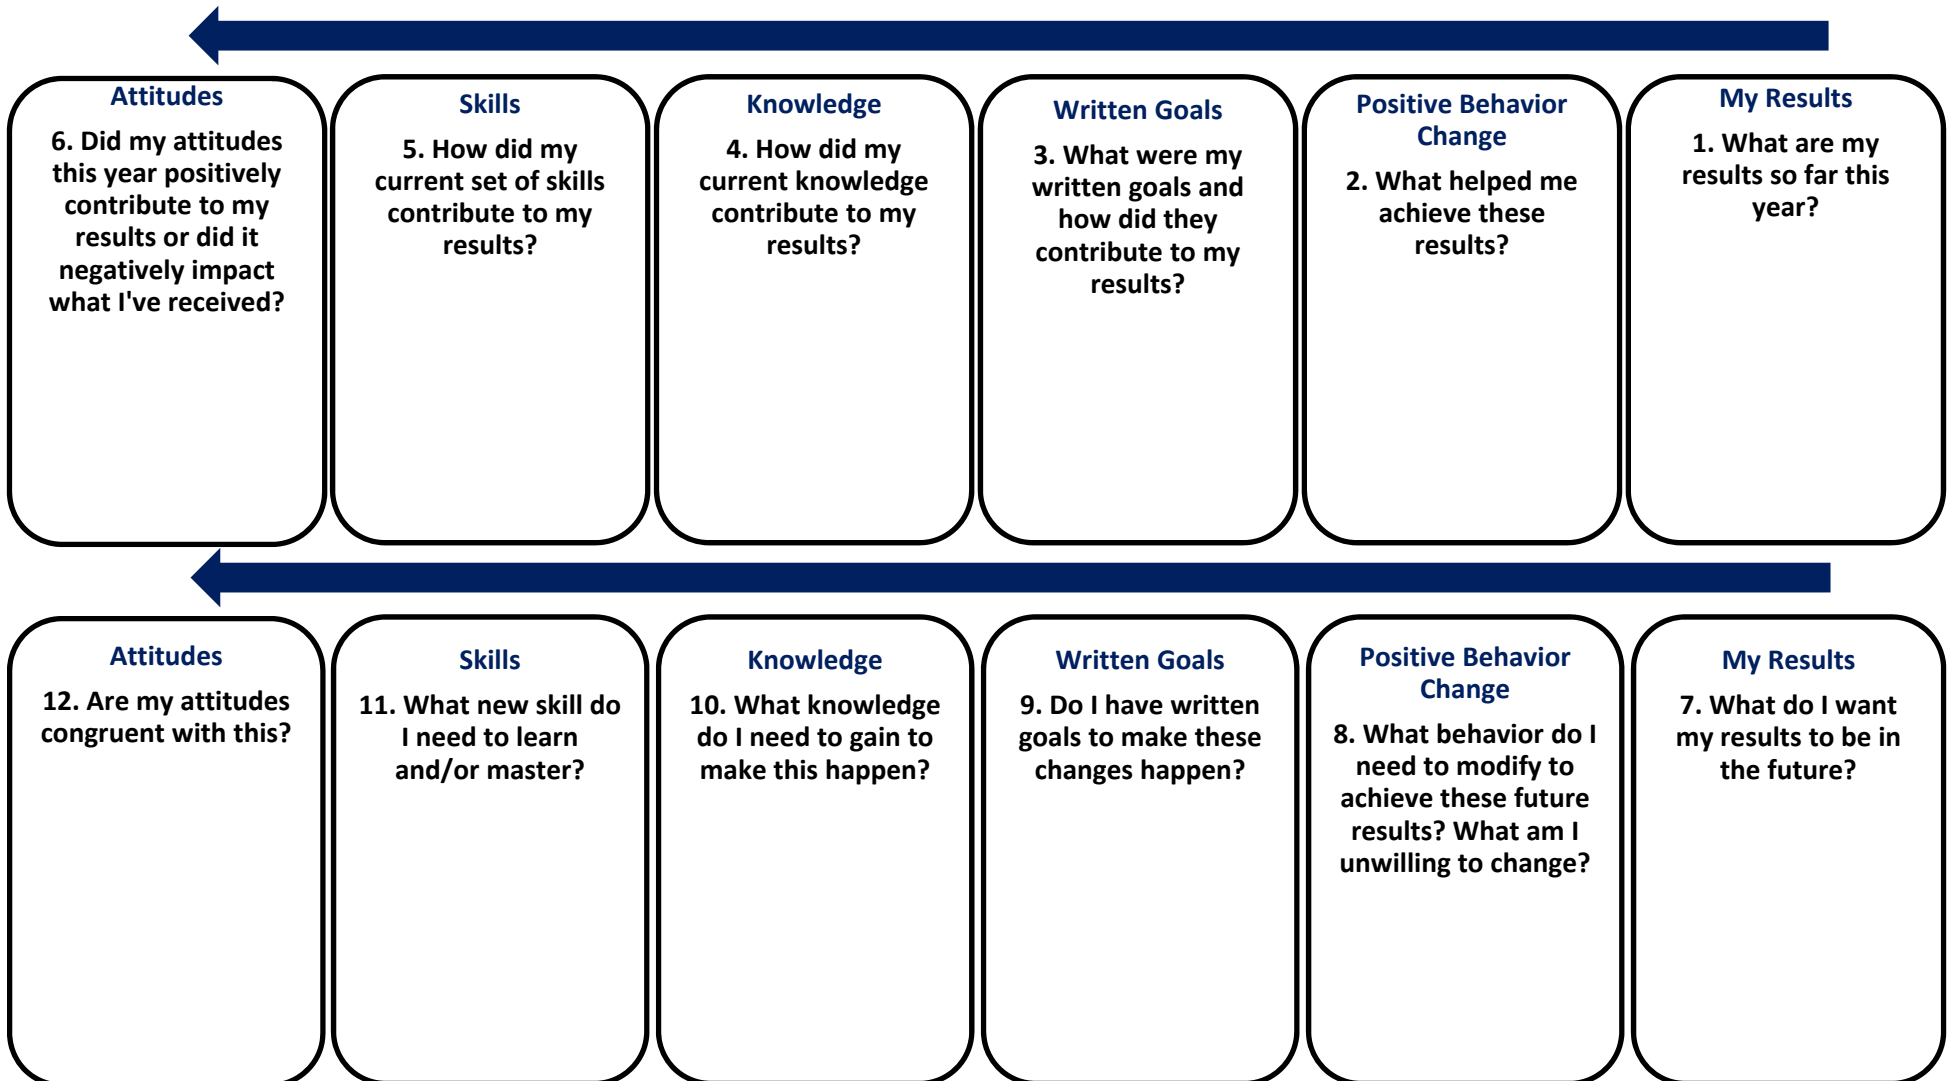 Attitudes
6. Did my attitudes
this year positively
contribute to my
results or did it
negatively impact
what I've received?
Skills
5. How did my
current set of skills
contribute to my
results?
Knowledge
4. How did my
current knowledge
contribute to my
results?
Written Goals
3. What were my
written goals and
how did they
contribute to my
results?
Positive Behavior
Change
2. What helped me
achieve these
results?
My Results
1. What are my
results so far this
year?
Attitudes
12. Are my attitudes
congruent with this?
Skills
11. What new skill do
I need to learn
and/or master?
Knowledge
10. What knowledge
do I need to gain to
make this happen?
Written Goals
9. Do I have written
goals to make these
changes happen?
Positive Behavior
Change
8. What behavior do I
need to modify to
achieve these future
results? What am I
unwilling to change?
My Results
7. What do I want
my results to be in
the future?